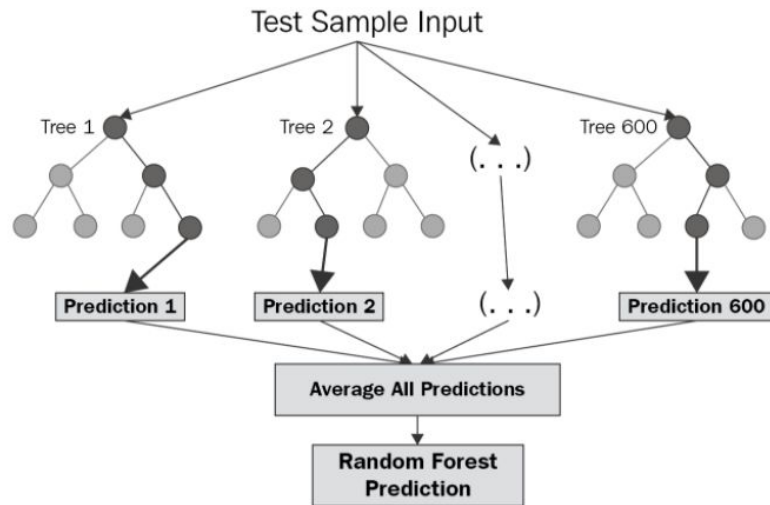 Test Sample Input
Tree 1
Tree 2
(. . .)
Tree 600
Prediction 1
Prediction 2
(. . .)
Prediction 600
Average All Predictions
Random Forest
Prediction